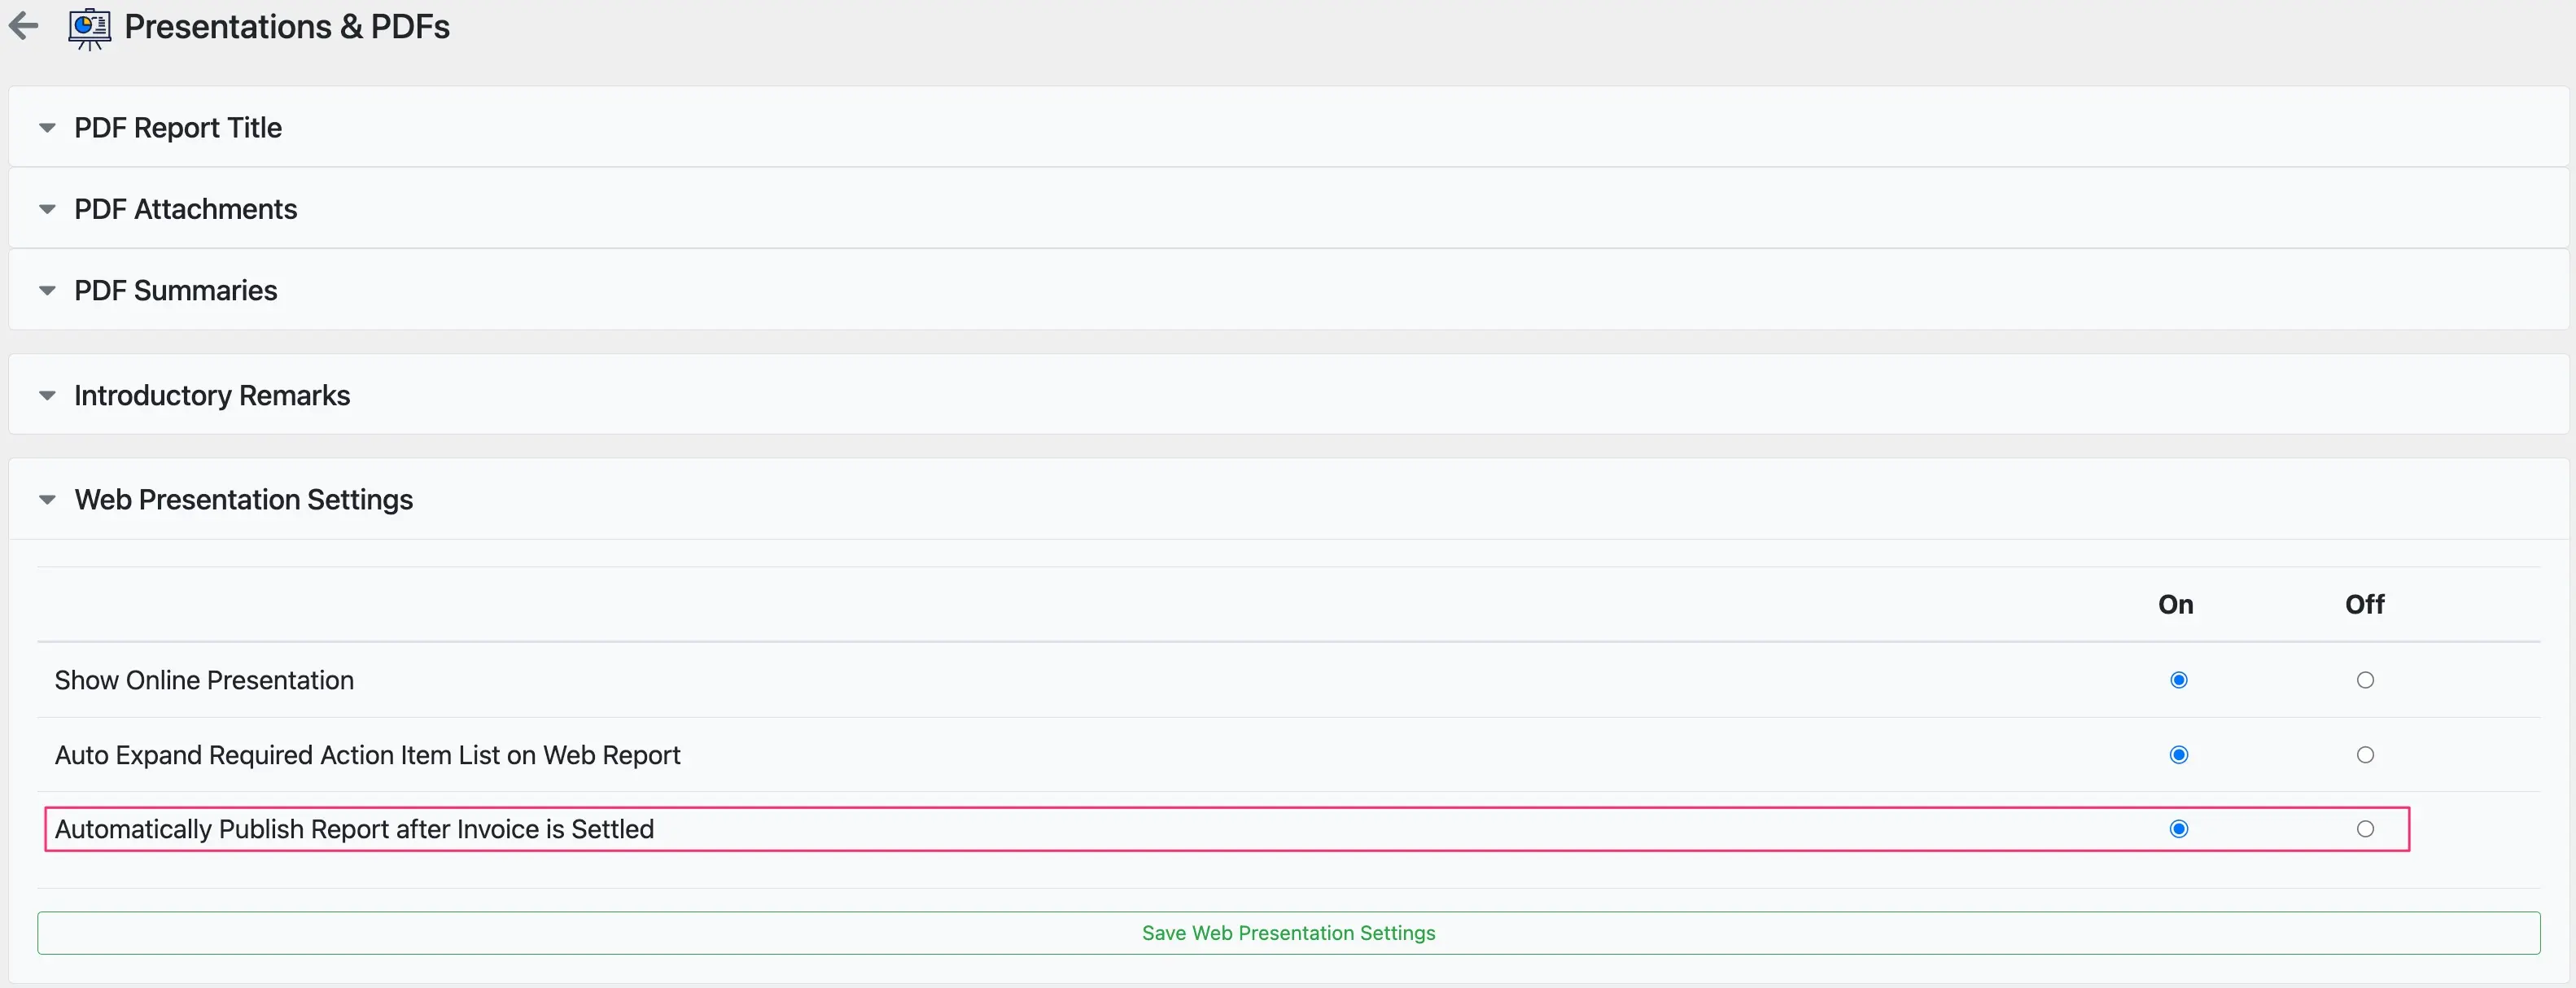 Presentations & PDFs
PDF Report Title
PDF Attachments
PDF Summaries
Introductory Remarks
Web Presentation Settings
On Off
Show Online Presentation
Auto Expand Required Action Item List on Web Report
Automatically Publish Report after Invoice is Settled
Save Web Presentation Settings